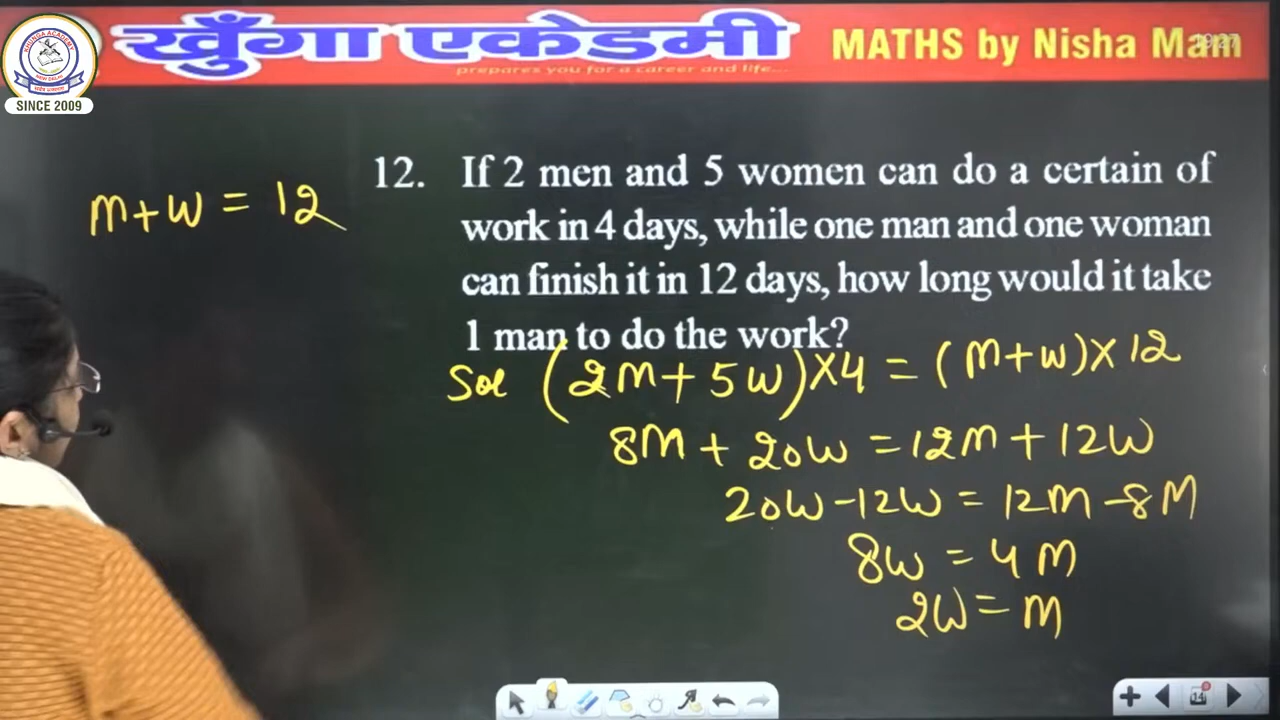 खुँगा एकेडमी
MATHS by Nisha Mam
prepares you for a career and life...
SINCE 2009
12. If 2 men and 5 women can do a certain of
work in 4 days, while one man and one woman
can finish it in 12 days, how long would it take
1 man to do the work?
M+W = 12
Sol (2M + 5W)×4 = (M+W)×12
8M + 20W = 12M + 12W
20W - 12W = 12M - 8M
8W = 4M
2W = M